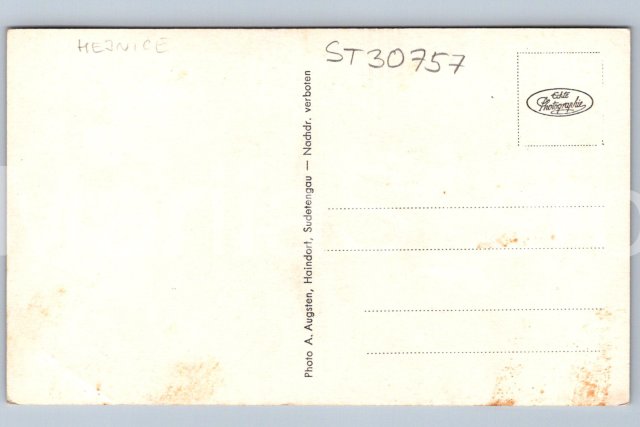 HEJNICE
ST30757
Echte
Photographie
Photo A. Augsten, Haindorf, Sudetengau — Nachdr. verboten